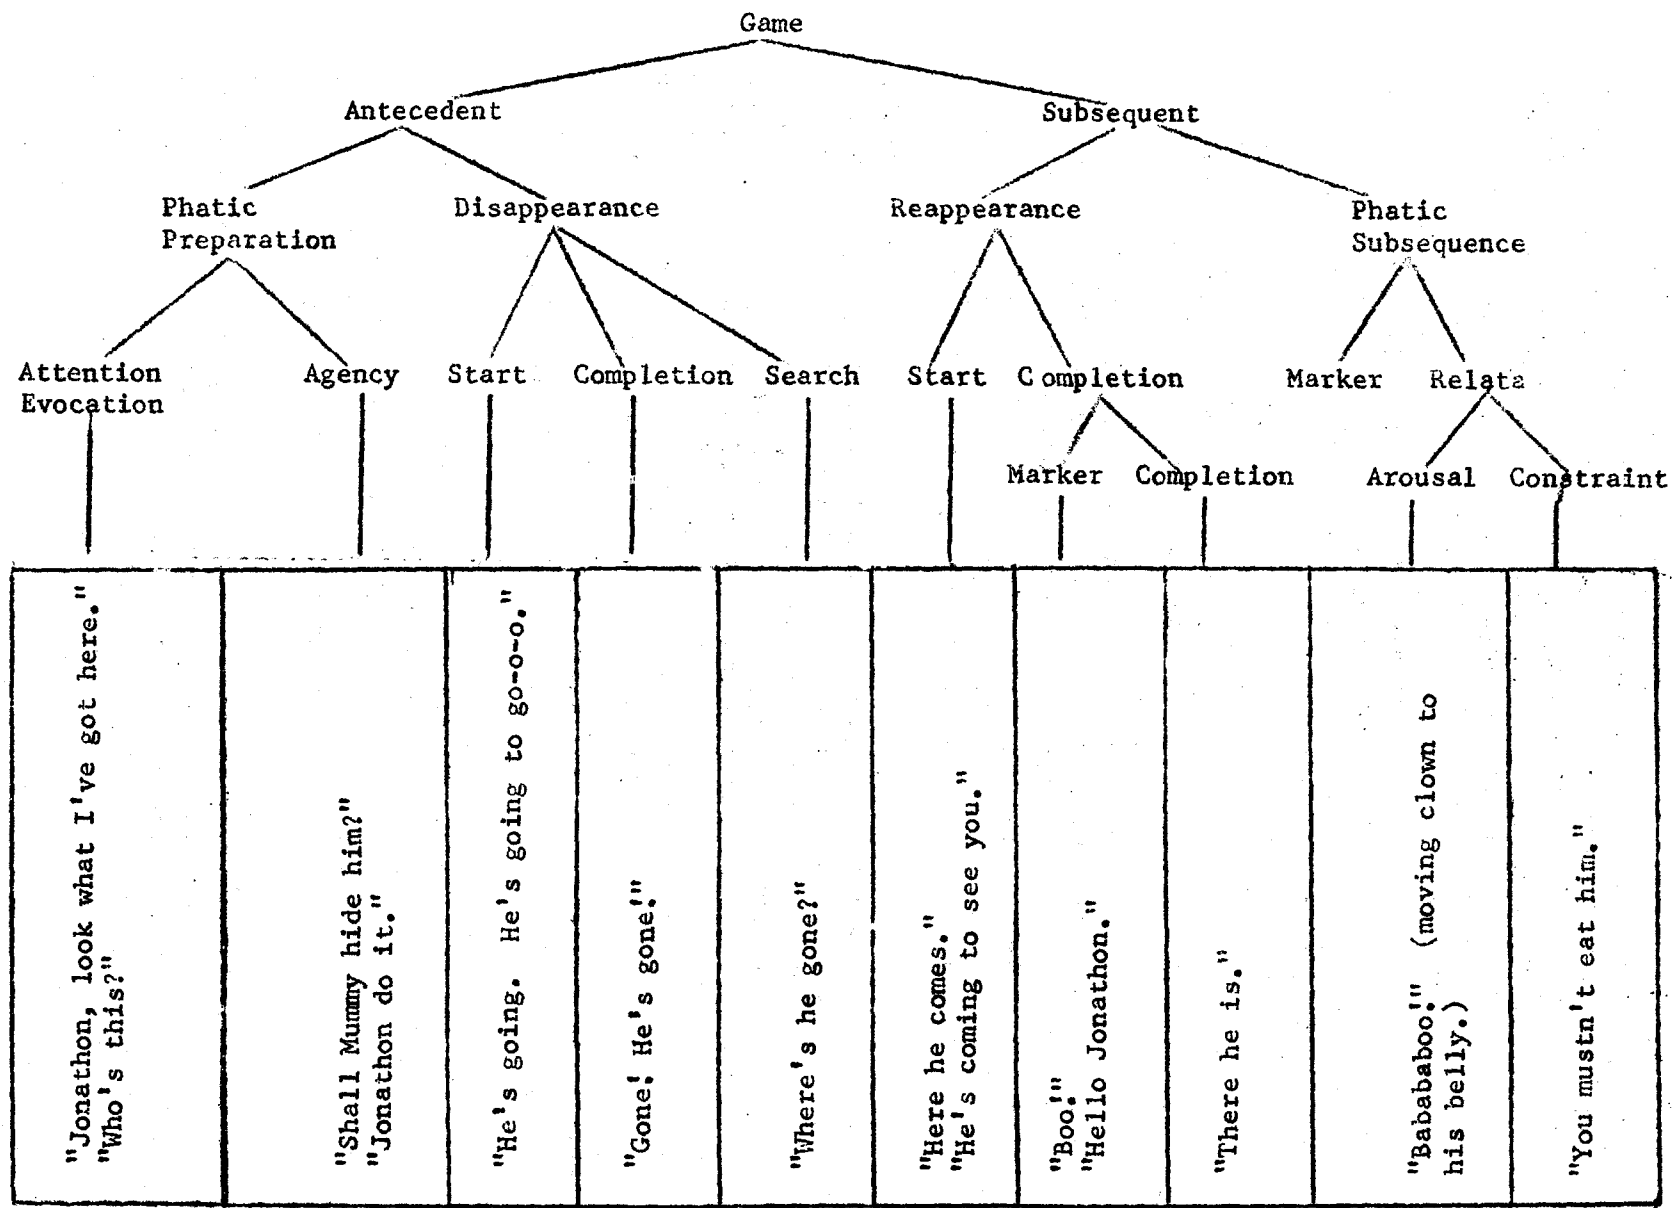 Game
Antecedent
Subsequent
Phatic
Preparation
Disappearance
Reappearance
Phatic
Subsequence
Attention
Evocation
Agency
Start
Completion
Search
Start
Completion
Marker
Relata
Marker
Completion
Arousal
Constraint
"Jonathon, look what I've got here."
"Who's this?"
"Shall Mummy hide him?"
"Jonathon do it."
"He's going. He's going to go-o-o."
"Gone! He's gone!"
"Where's he gone?"
"Here he comes."
"He's coming to see you."
"Boo!"
"Hello Jonathon."
"There he is."
"Babababoo!" (moving clown to
his belly.)
"You mustn't eat him."